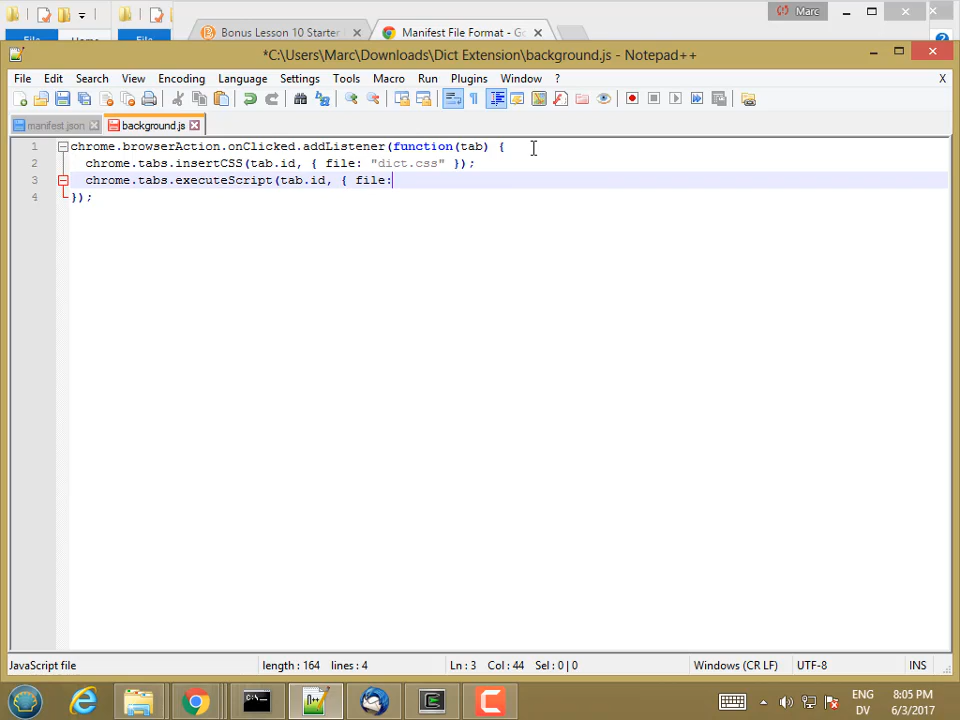 Marc
Bonus Lesson 10 Starter
Manifest File Format - Go
*C:\Users\Marc\Downloads\Dict Extension\background.js - Notepad++
File Edit Search View Encoding Language Settings Tools Macro Run Plugins Window ? X
manifest.json background.js
1 chrome.browserAction.onClicked.addListener(function(tab) {
2 chrome.tabs.insertCSS(tab.id, { file: "dict.css" });
3 chrome.tabs.executeScript(tab.id, { file:
4 });
JavaScript file length : 164 lines : 4 Ln : 3 Col : 44 Sel : 0 | 0 Windows (CR LF) UTF-8 INS
ENG 8:05 PM
DV 6/3/2017